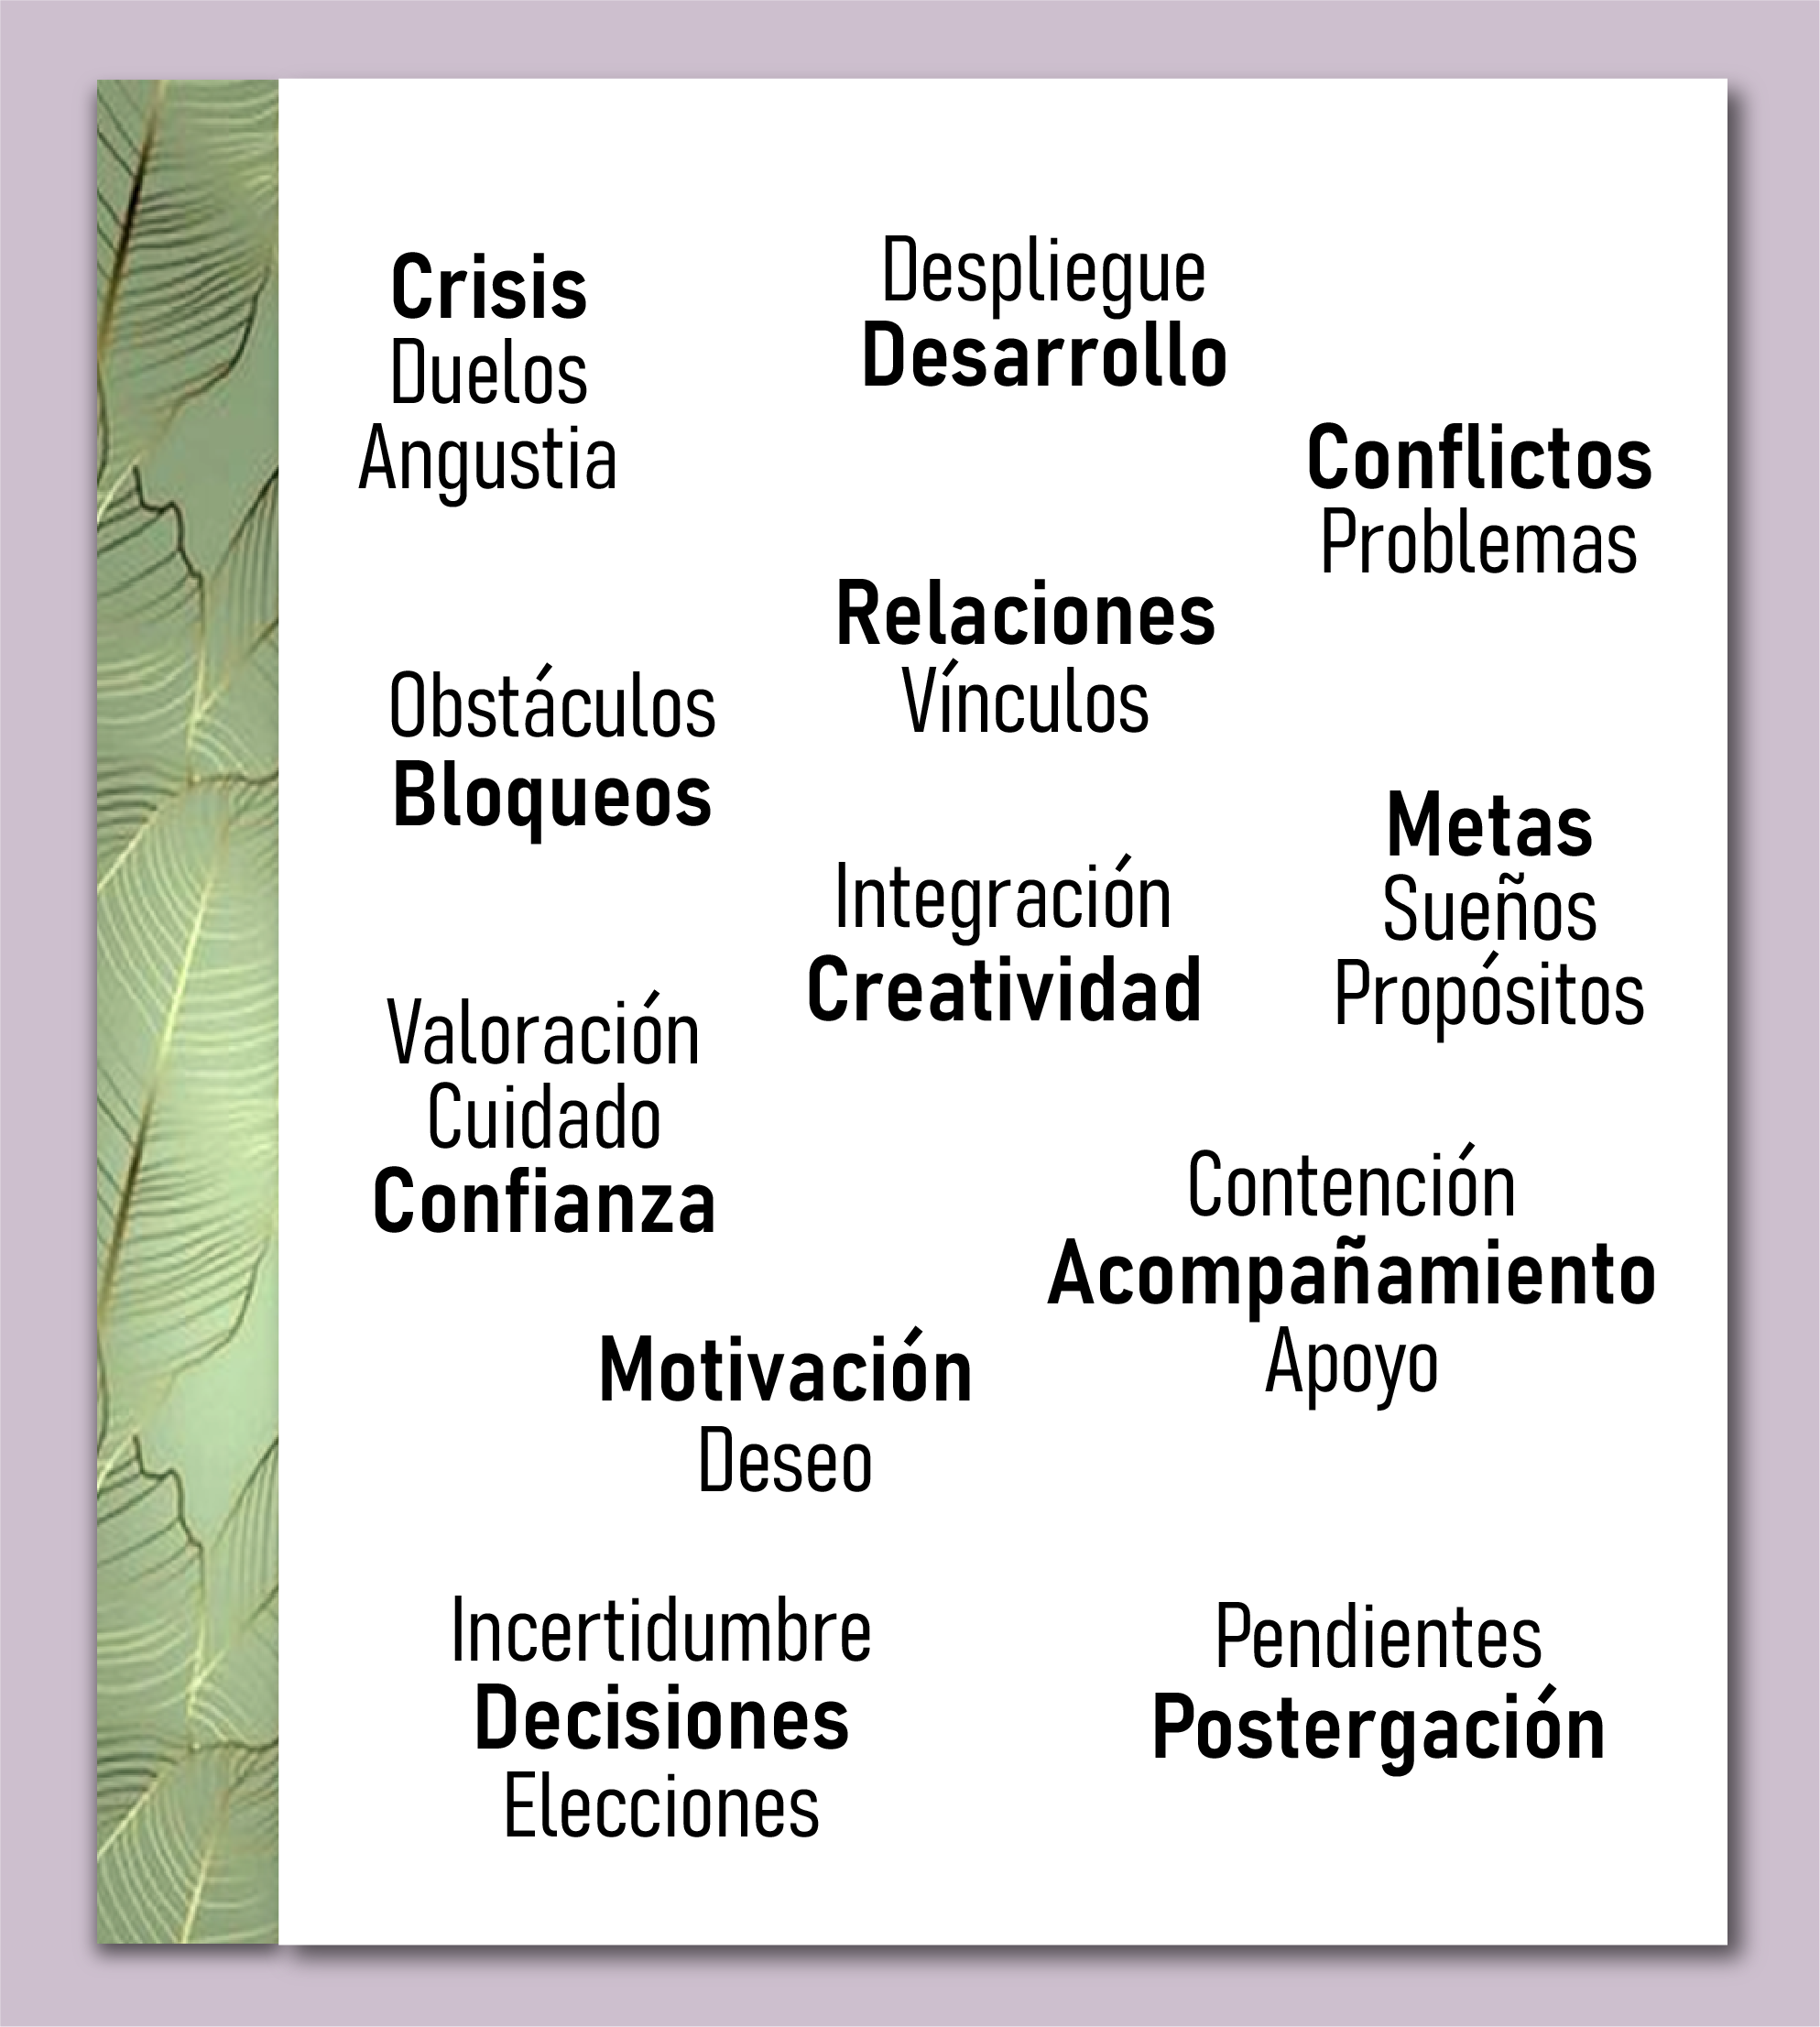 Crisis
Duelos
Angustia
Despliegue
Desarrollo
Conflictos
Problemas
Relaciones
Vínculos
Obstáculos
Bloqueos
Metas
Sueños
Propósitos
Integración
Creatividad
Valoración
Cuidado
Confianza
Contención
Acompañamiento
Apoyo
Motivación
Deseo
Incertidumbre
Decisiones
Elecciones
Pendientes
Postergación